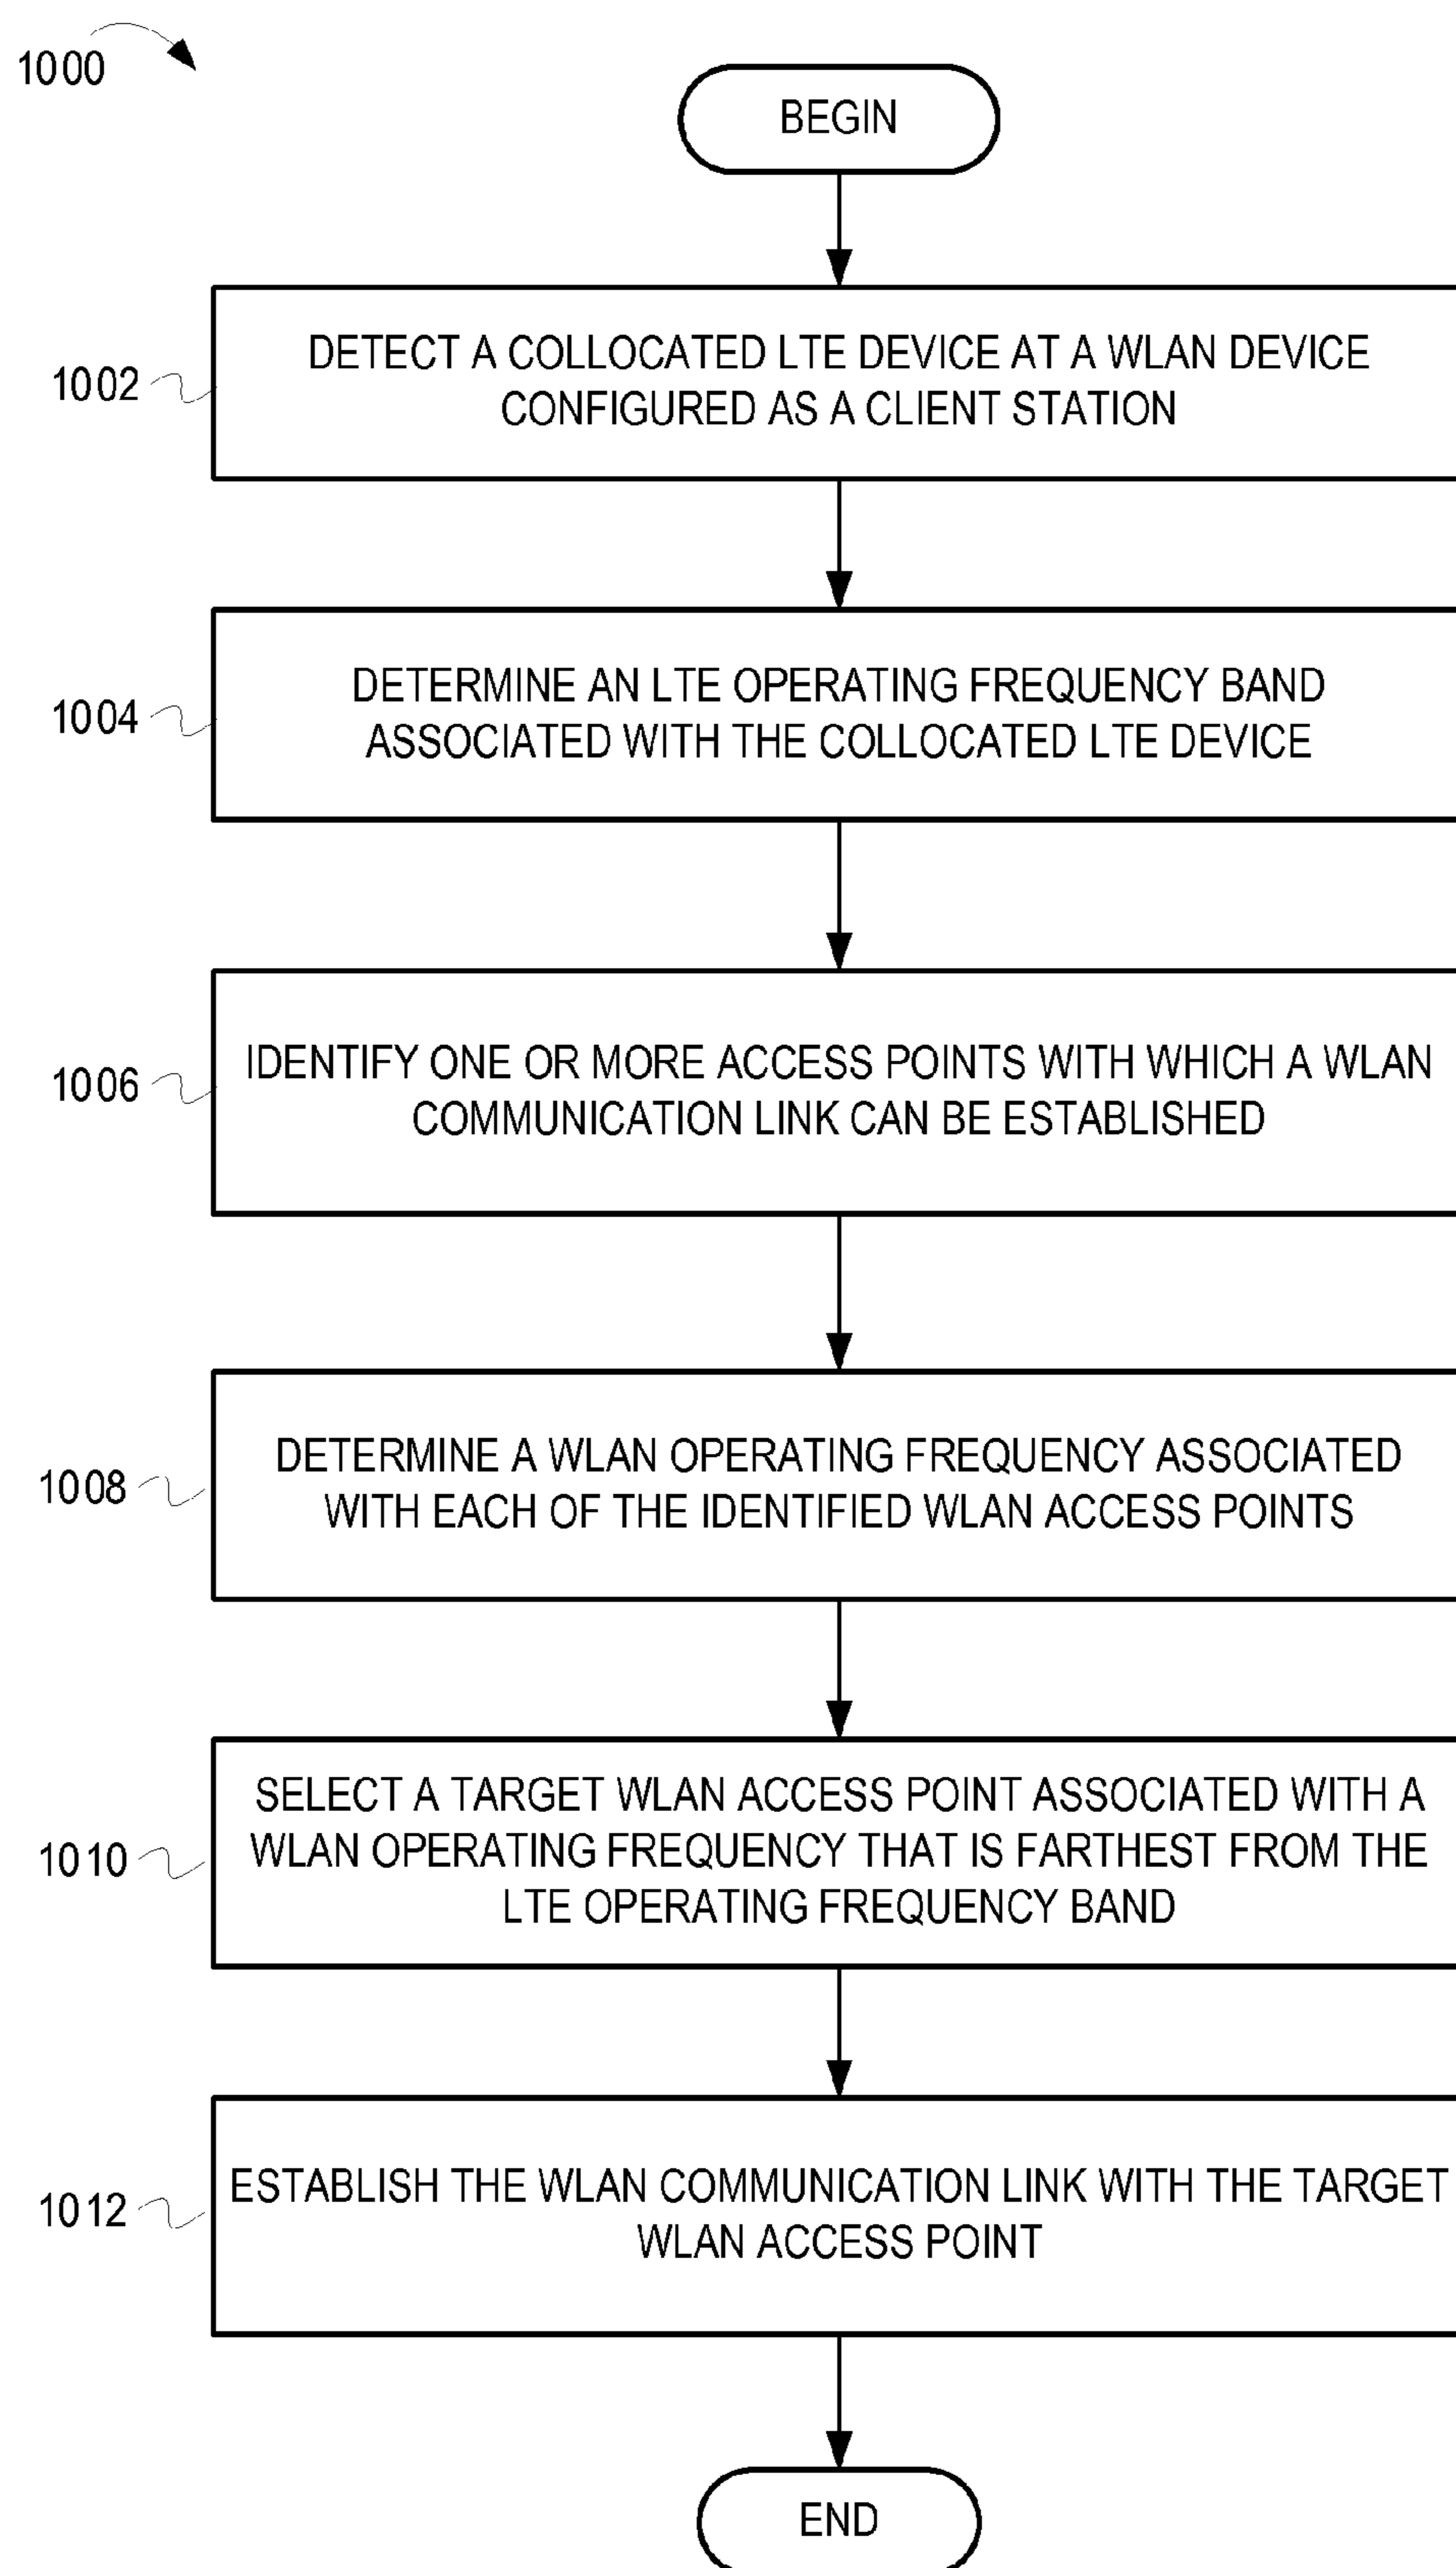 1000
BEGIN
1002
DETECT A COLLOCATED LTE DEVICE AT A WLAN DEVICE
CONFIGURED AS A CLIENT STATION
1004
DETERMINE AN LTE OPERATING FREQUENCY BAND
ASSOCIATED WITH THE COLLOCATED LTE DEVICE
1006
IDENTIFY ONE OR MORE ACCESS POINTS WITH WHICH A WLAN
COMMUNICATION LINK CAN BE ESTABLISHED
1008
DETERMINE A WLAN OPERATING FREQUENCY ASSOCIATED
WITH EACH OF THE IDENTIFIED WLAN ACCESS POINTS
1010
SELECT A TARGET WLAN ACCESS POINT ASSOCIATED WITH A
WLAN OPERATING FREQUENCY THAT IS FARTHEST FROM THE
LTE OPERATING FREQUENCY BAND
1012
ESTABLISH THE WLAN COMMUNICATION LINK WITH THE TARGET
WLAN ACCESS POINT
END